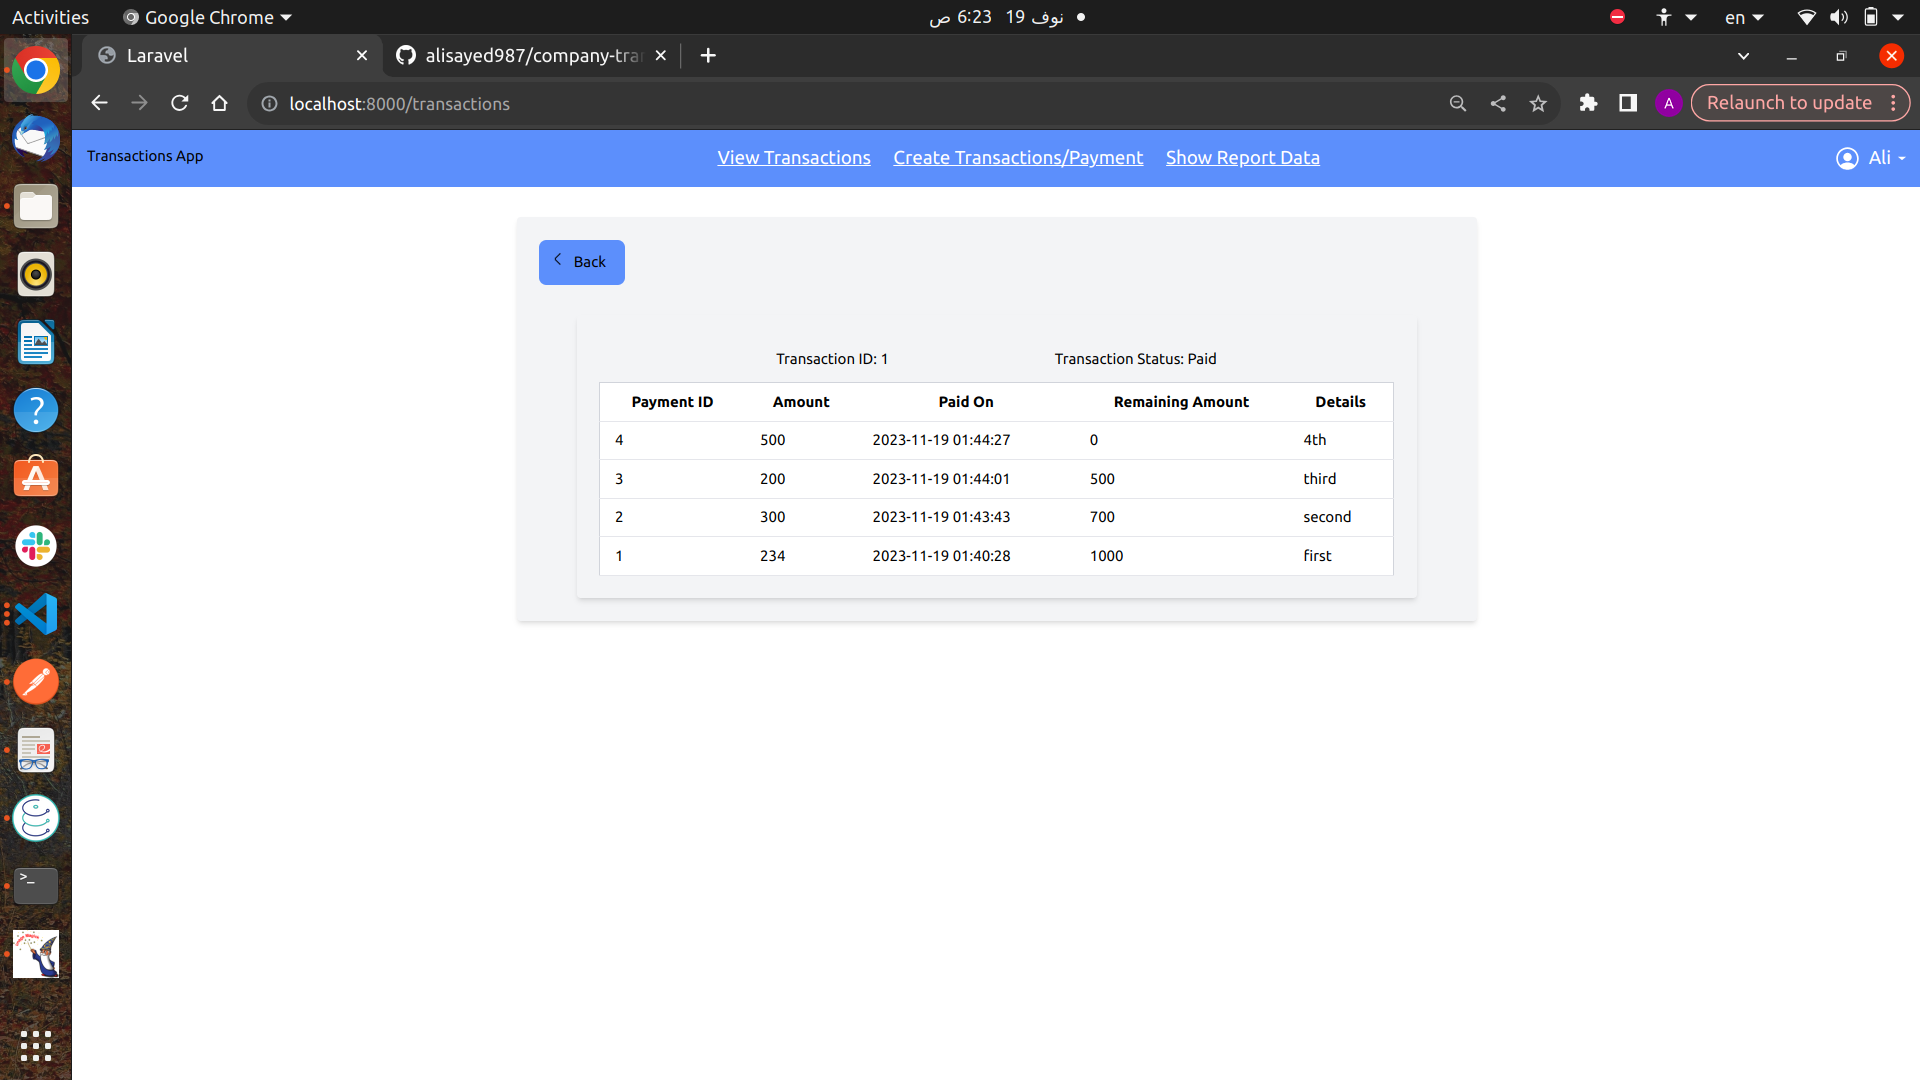 Activities Google Chrome نوف 19 6:23 ص en
Laravel alisayed987/company-tra
localhost:8000/transactions A Relaunch to update
Transactions App View Transactions Create Transactions/Payment Show Report Data Ali
Back
Transaction ID: 1 Transaction Status: Paid
Payment ID Amount Paid On Remaining Amount Details
4 500 2023-11-19 01:44:27 0 4th
3 200 2023-11-19 01:44:01 500 third
2 300 2023-11-19 01:43:43 700 second
1 234 2023-11-19 01:40:28 1000 first